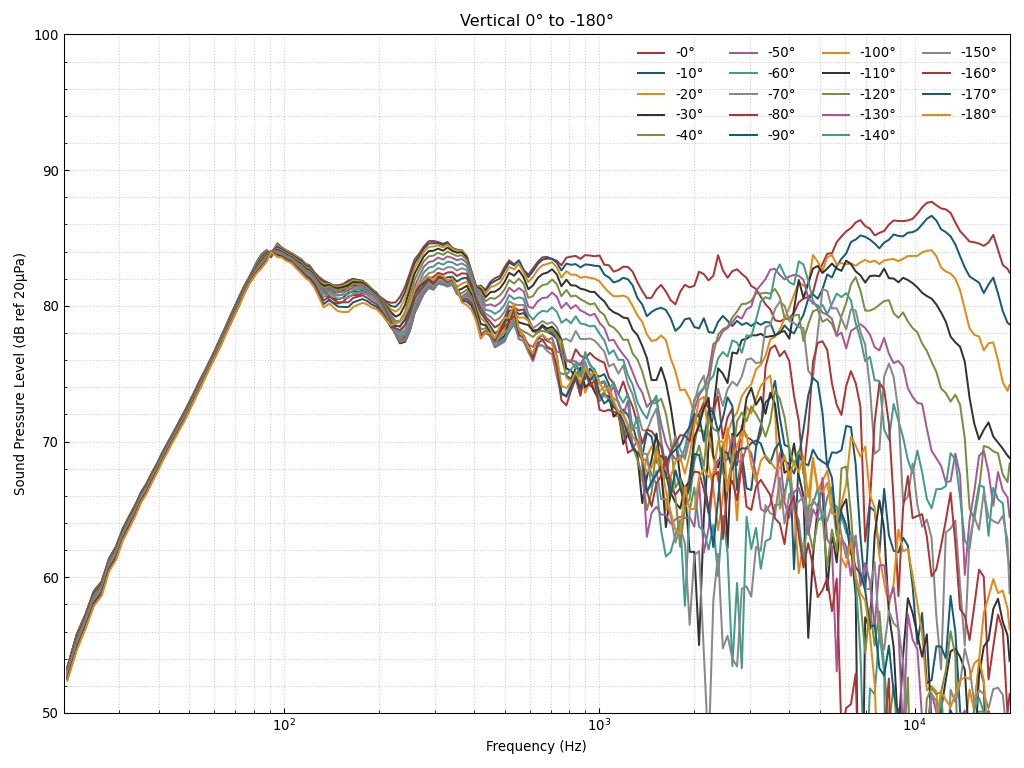 Vertical 0° to -180°
Sound Pressure Level (dB ref 20μPa)
100
90
80
70
60
50
-0° -50° -100° -150°
-10° -60° -110° -160°
-20° -70° -120° -170°
-30° -80° -130° -180°
-40° -90° -140°
10² 10³ 10⁴
Frequency (Hz)